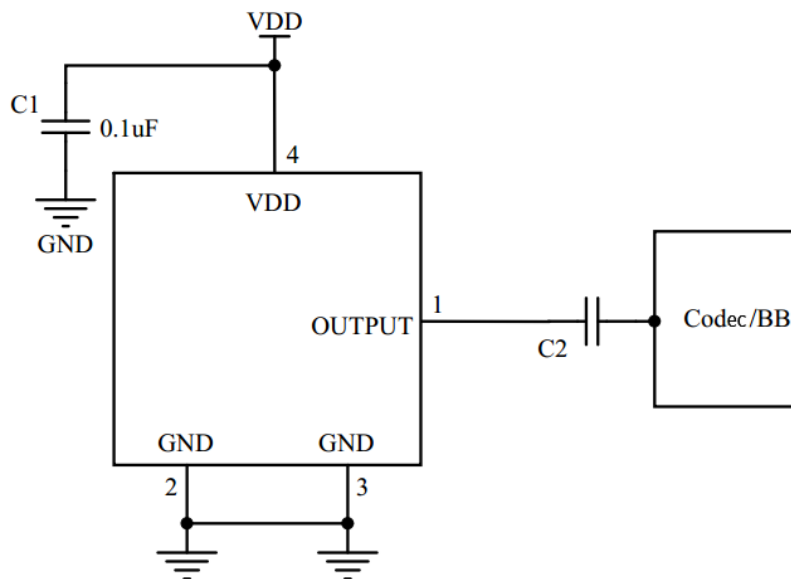 VDD
C1
0.1uF
4
VDD
GND
1
OUTPUT
C2
Codec/BB
GND
GND
2
3